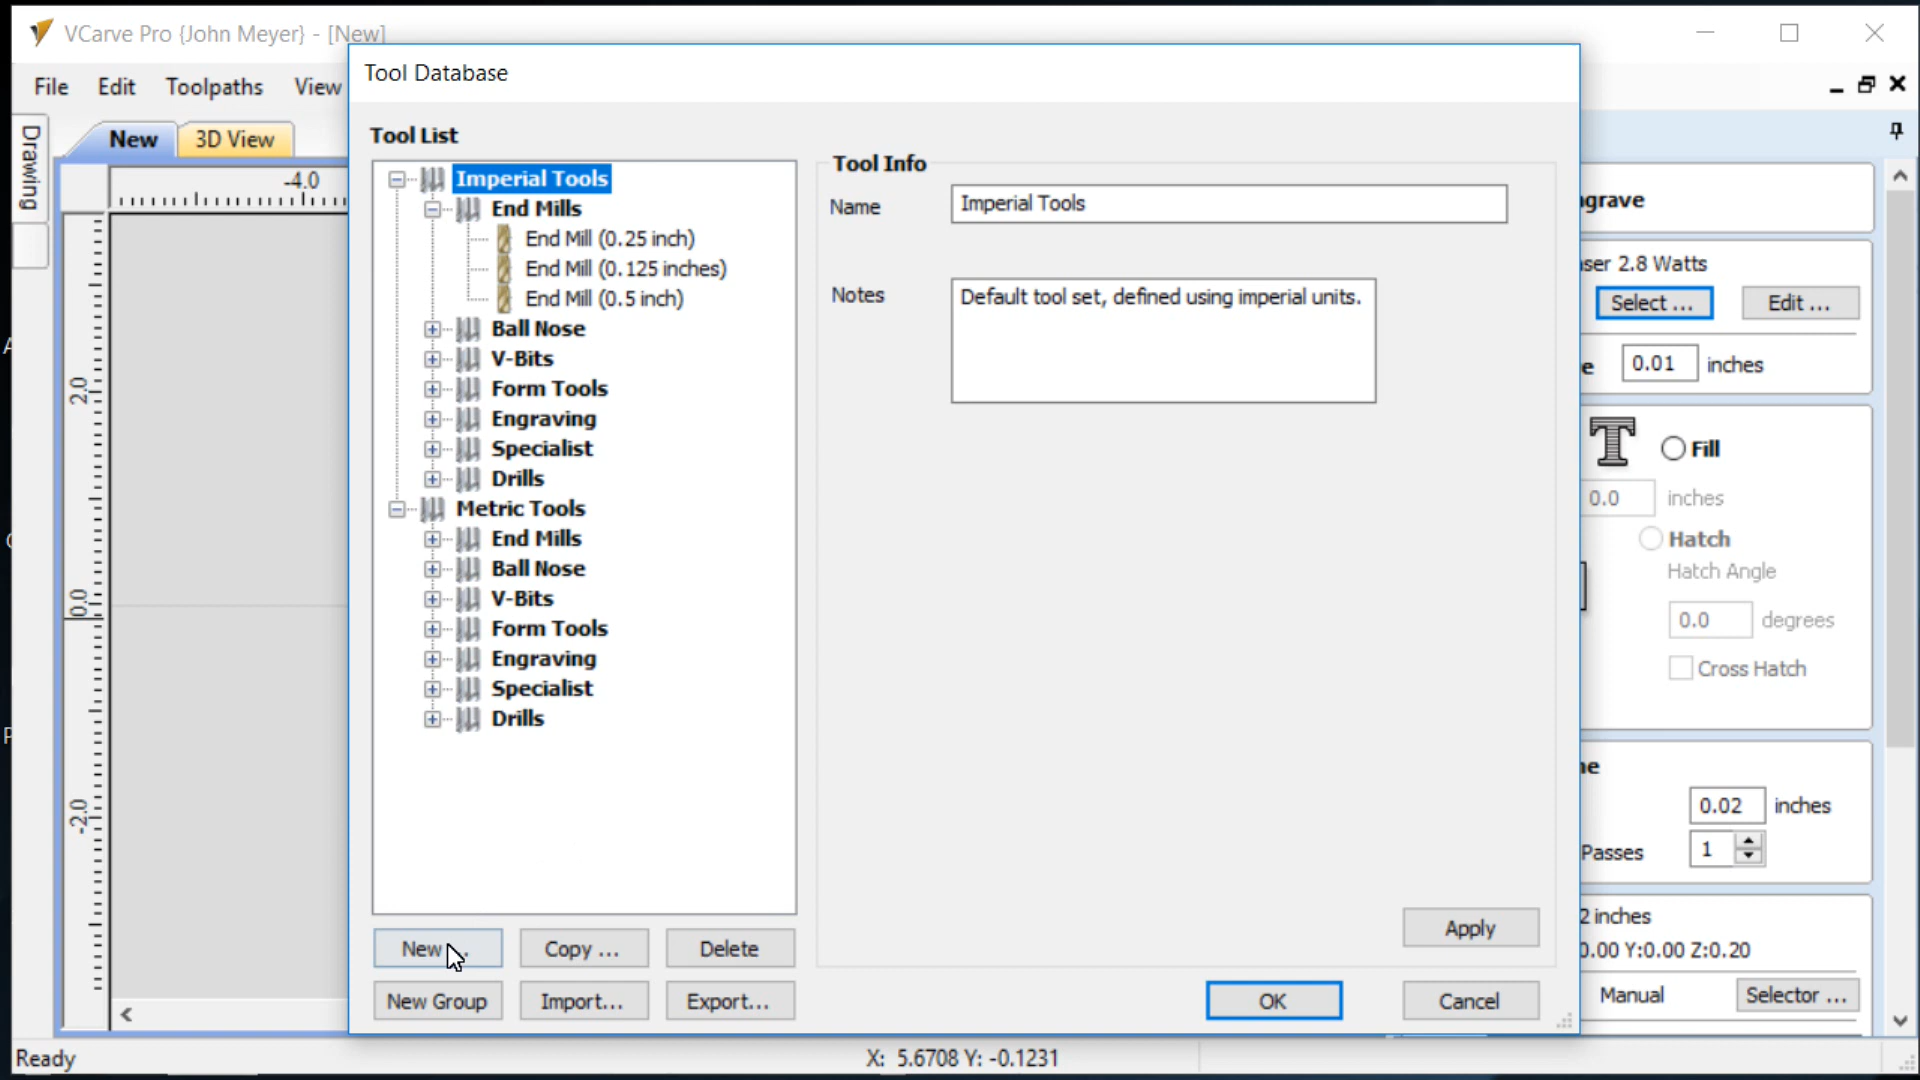 VCarve Pro {John Meyer} - [New]
File Edit Toolpaths View
Tool Database
Drawing
New 3D View
-4.0
2.0
0.0
-2.0
Tool List
Imperial Tools
End Mills
End Mill (0.25 inch)
End Mill (0.125 inches)
End Mill (0.5 inch)
Ball Nose
V-Bits
Form Tools
Engraving
Specialist
Drills
Metric Tools
End Mills
Ball Nose
V-Bits
Form Tools
Engraving
Specialist
Drills
New ... Copy ... Delete
New Group Import... Export...
Tool Info
Name Imperial Tools
Notes Default tool set, defined using imperial units.
Apply
OK Cancel
grave
ser 2.8 Watts
Select ... Edit ...
e 0.01 inches
T Fill
0.0 inches
Hatch
Hatch Angle
0.0 degrees
Cross Hatch
ne
0.02 inches
Passes 1
2 inches
0.00 Y:0.00 Z:0.20
Manual Selector ...
Ready X: 5.6708 Y: -0.1231